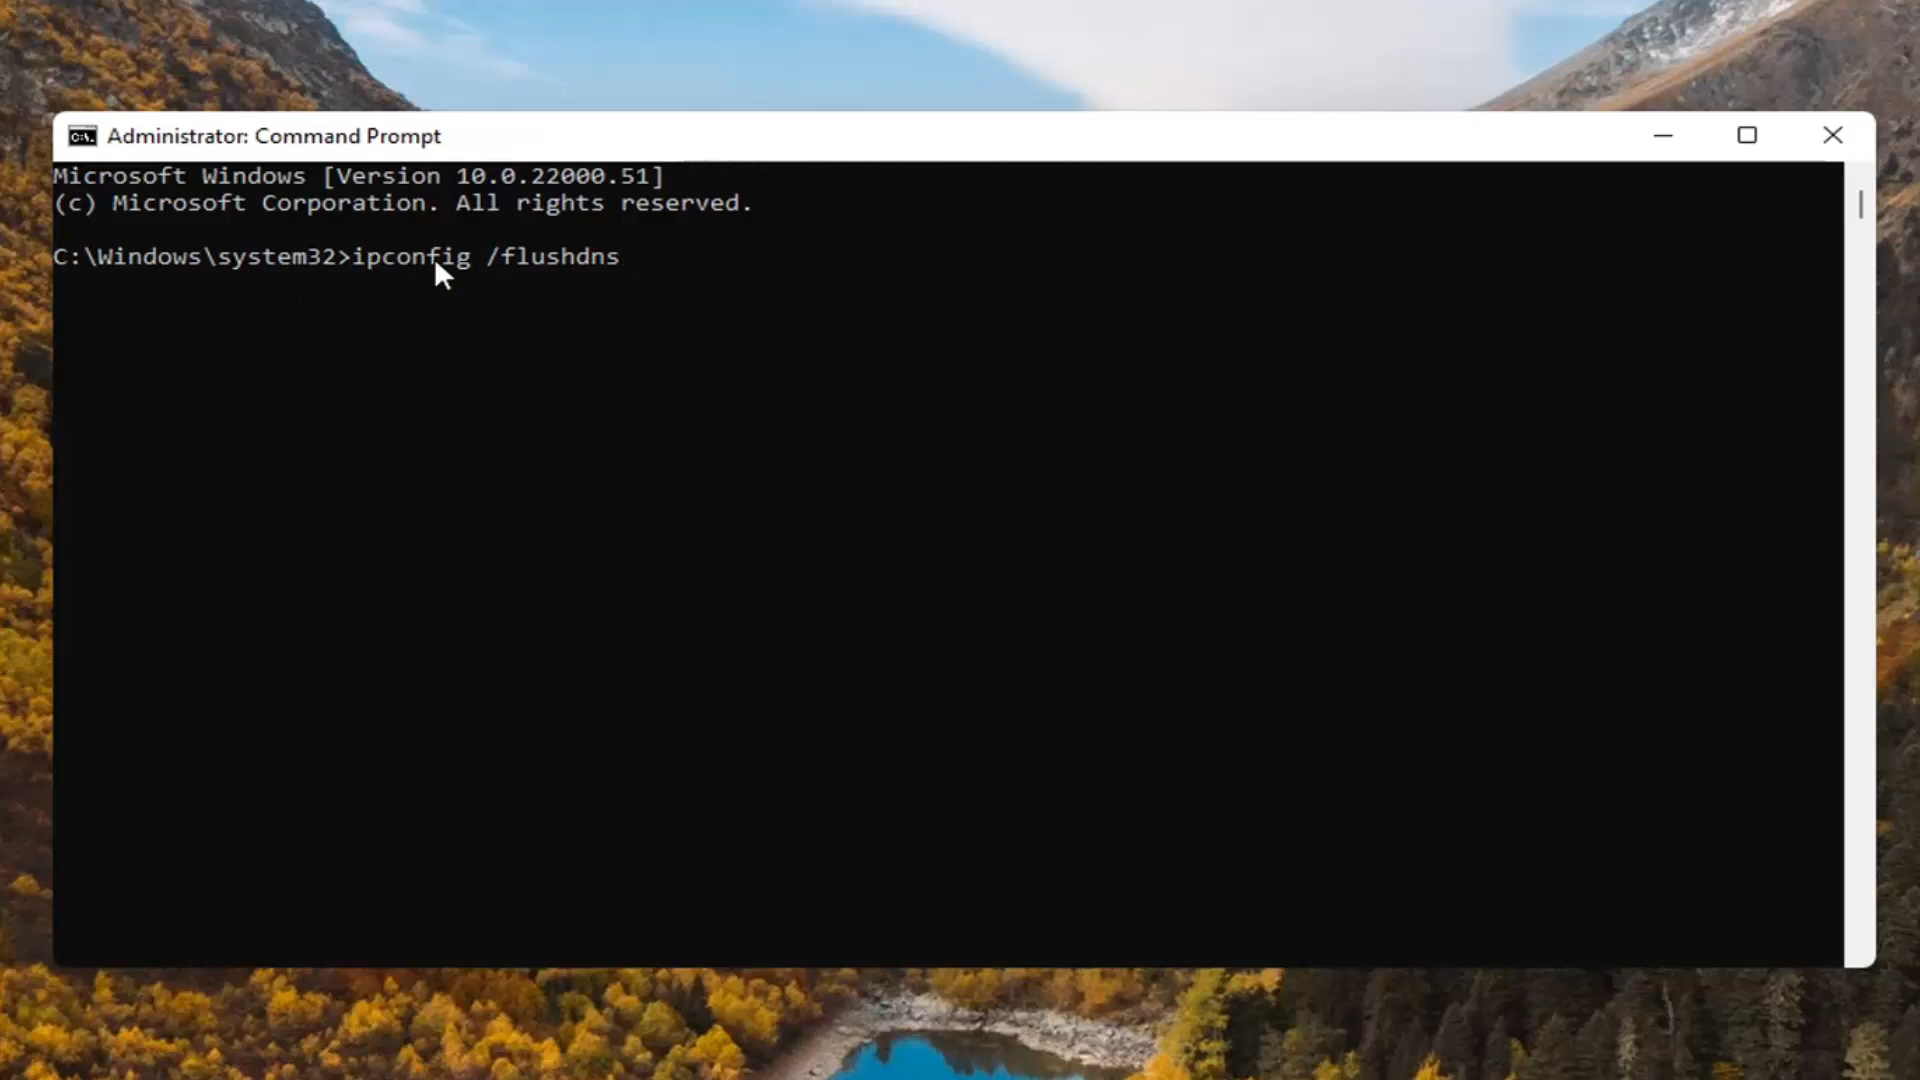 Administrator: Command Prompt
Microsoft Windows [Version 10.0.22000.51]
(c) Microsoft Corporation. All rights reserved.
C:\Windows\system32>ipconfig /flushdns